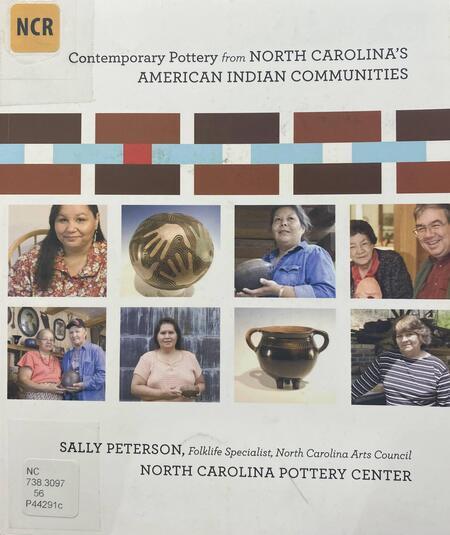 NCR
Contemporary Pottery from NORTH CAROLINA'S
AMERICAN INDIAN COMMUNITIES
SALLY PETERSON, Folklife Specialist, North Carolina Arts Council
NORTH CAROLINA POTTERY CENTER
NC
738.3097
56
P44291c